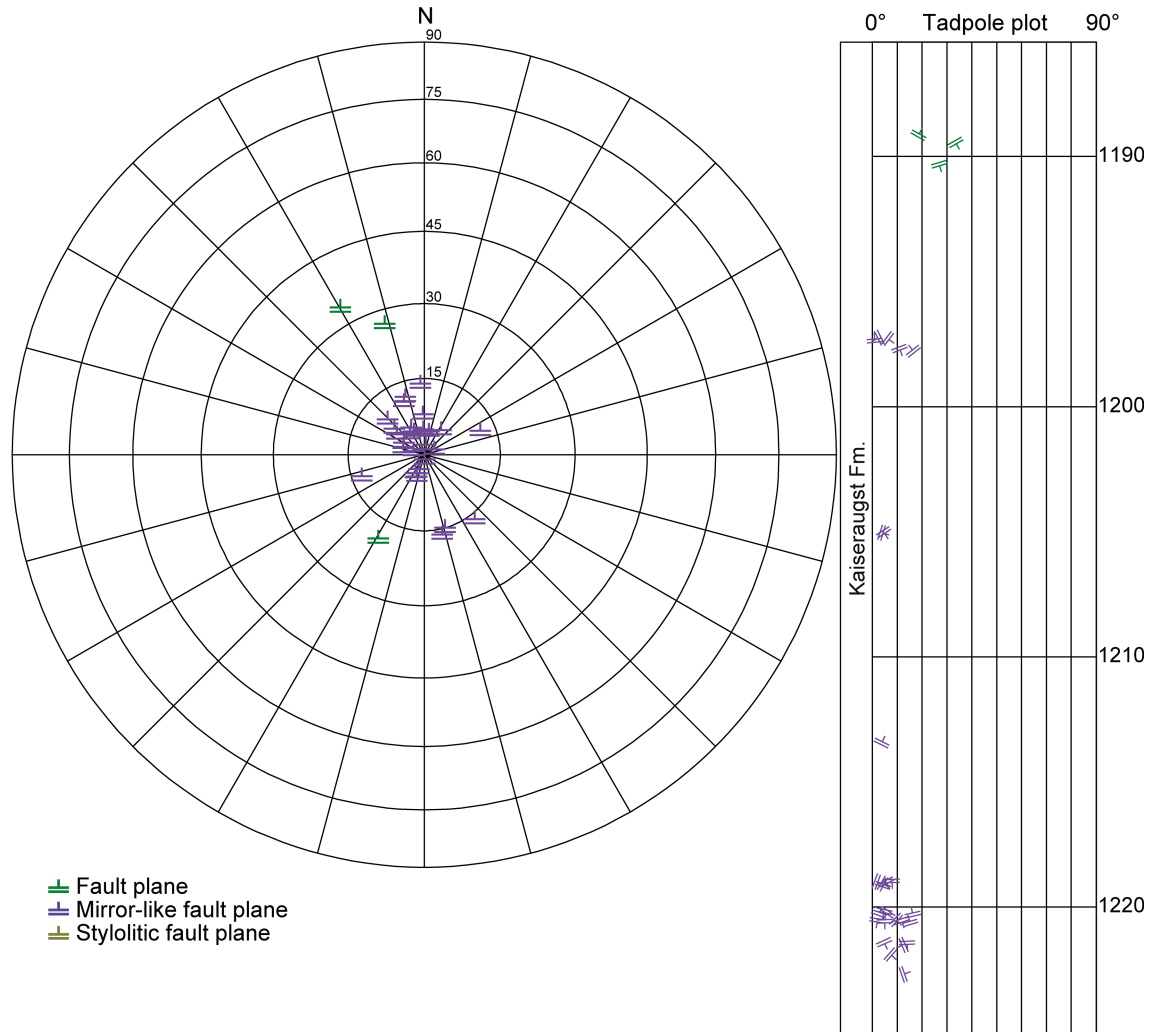 N
90
75
60
45
30
15
Fault plane
Mirror-like fault plane
Stylolitic fault plane
0° Tadpole plot 90°
Kaiseraugst Fm.
1190
1200
1210
1220